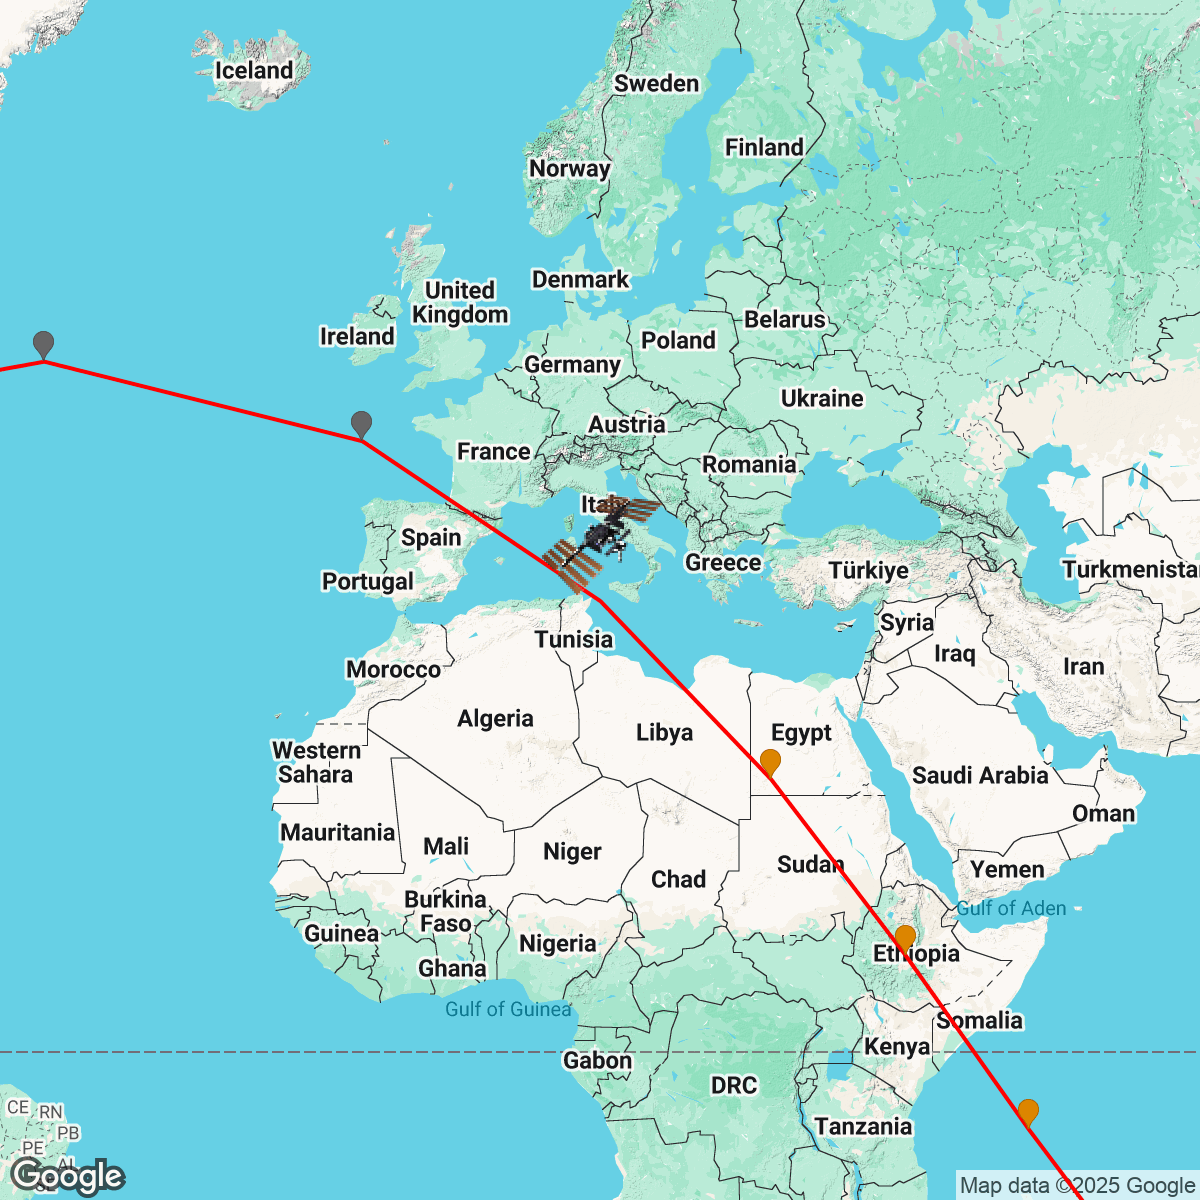 Iceland
Sweden
Finland
Norway
Denmark
United
Kingdom
Ireland
Belarus
Poland
Germany
Ukraine
Austria
France
Romania
Spain
Greece
Türkiye
Portugal
Syria
Tunisia
Iraq
Iran
Morocco
Algeria
Libya
Egypt
Western
Sahara
Saudi Arabia
Oman
Mauritania
Mali
Niger
Chad
Sudan
Yemen
Burkina
Faso
Gulf of Aden
Guinea
Nigeria
Ethiopia
Ghana
Gulf of Guinea
Somalia
Kenya
Gabon
DRC
CE
RN
PB
PE
Tanzania
Google
Map data ©2025 Google